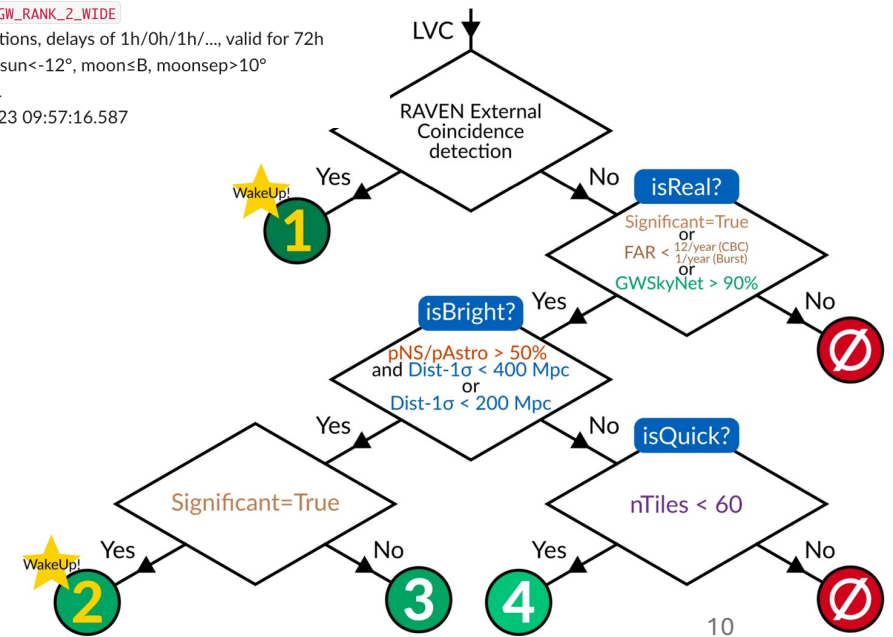 GW_RANK_2_WIDE
tions, delays of 1h/0h/1h/..., valid for 72h
sun<-12°, moon≤B, moonsep>10°
23 09:57:16.587
LVC
RAVEN External
Coincidence
detection
Yes
No
WakeUp!
1
isReal?
Significant=True
or
FAR < 12/year (CBC)
1/year (Burst)
or
GWSkyNet > 90%
Yes
No
Ø
isBright?
pNS/pAstro > 50%
and Dist-1σ < 400 Mpc
or
Dist-1σ < 200 Mpc
Yes
No
isQuick?
Significant=True
nTiles < 60
Yes
No
Yes
No
WakeUp!
2
3
4
Ø
10